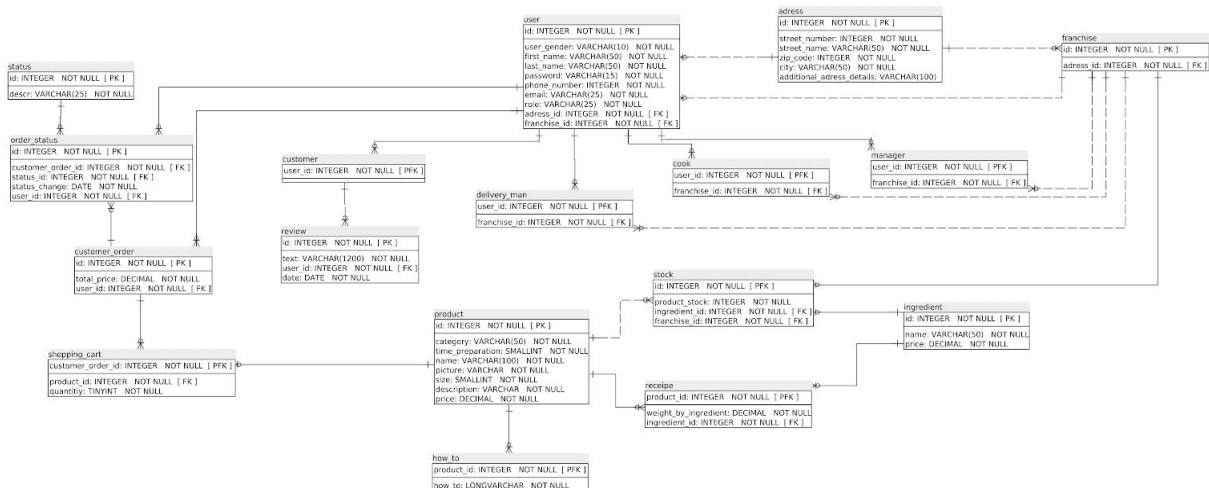 user
id: INTEGER NOT NULL [ PK ]
user_gender: VARCHAR(10) NOT NULL
first_name: VARCHAR(50) NOT NULL
last_name: VARCHAR(50) NOT NULL
password: VARCHAR(15) NOT NULL
phone_number: INTEGER NOT NULL
email: VARCHAR(25) NOT NULL
role: VARCHAR(25) NOT NULL
adress_id: INTEGER NOT NULL [ FK ]
franchise_id: INTEGER NOT NULL [ FK ]
adress
id: INTEGER NOT NULL [ PK ]
street_number: INTEGER NOT NULL
street_name: VARCHAR(50) NOT NULL
zip_code: INTEGER NOT NULL
city: VARCHAR(50) NOT NULL
additional_adress_details: VARCHAR(100)
franchise
id: INTEGER NOT NULL [ PK ]
adress_id: INTEGER NOT NULL [ FK ]
status
id: INTEGER NOT NULL [ PK ]
descr: VARCHAR(25) NOT NULL
order_status
id: INTEGER NOT NULL [ PK ]
customer_order_id: INTEGER NOT NULL [ FK ]
status_id: INTEGER NOT NULL [ FK ]
status_change: DATE NOT NULL
user_id: INTEGER NOT NULL [ FK ]
customer
user_id: INTEGER NOT NULL [ PFK ]
cook
user_id: INTEGER NOT NULL [ PFK ]
franchise_id: INTEGER NOT NULL [ FK ]
manager
user_id: INTEGER NOT NULL [ PFK ]
franchise_id: INTEGER NOT NULL [ FK ]
delivery_man
user_id: INTEGER NOT NULL [ PFK ]
franchise_id: INTEGER NOT NULL [ FK ]
review
id: INTEGER NOT NULL [ PK ]
text: VARCHAR(1200) NOT NULL
user_id: INTEGER NOT NULL [ FK ]
date: DATE NOT NULL
customer_order
id: INTEGER NOT NULL [ PK ]
total_price: DECIMAL NOT NULL
user_id: INTEGER NOT NULL [ FK ]
stock
id: INTEGER NOT NULL [ PFK ]
product_stock: INTEGER NOT NULL
ingredient_id: INTEGER NOT NULL [ FK ]
franchise_id: INTEGER NOT NULL [ FK ]
ingredient
id: INTEGER NOT NULL [ PK ]
name: VARCHAR(50) NOT NULL
price: DECIMAL NOT NULL
product
id: INTEGER NOT NULL [ PK ]
category: VARCHAR(50) NOT NULL
time_preparation: SMALLINT NOT NULL
name: VARCHAR(100) NOT NULL
picture: VARCHAR NOT NULL
size: SMALLINT NOT NULL
description: VARCHAR NOT NULL
price: DECIMAL NOT NULL
shopping_cart
customer_order_id: INTEGER NOT NULL [ PFK ]
product_id: INTEGER NOT NULL [ FK ]
quantitiy: TINYINT NOT NULL
receipe
product_id: INTEGER NOT NULL [ PFK ]
weight_by_ingredient: DECIMAL NOT NULL
ingredient_id: INTEGER NOT NULL [ FK ]
how_to
product_id: INTEGER NOT NULL [ PFK ]
how_to: LONGVARCHAR NOT NULL